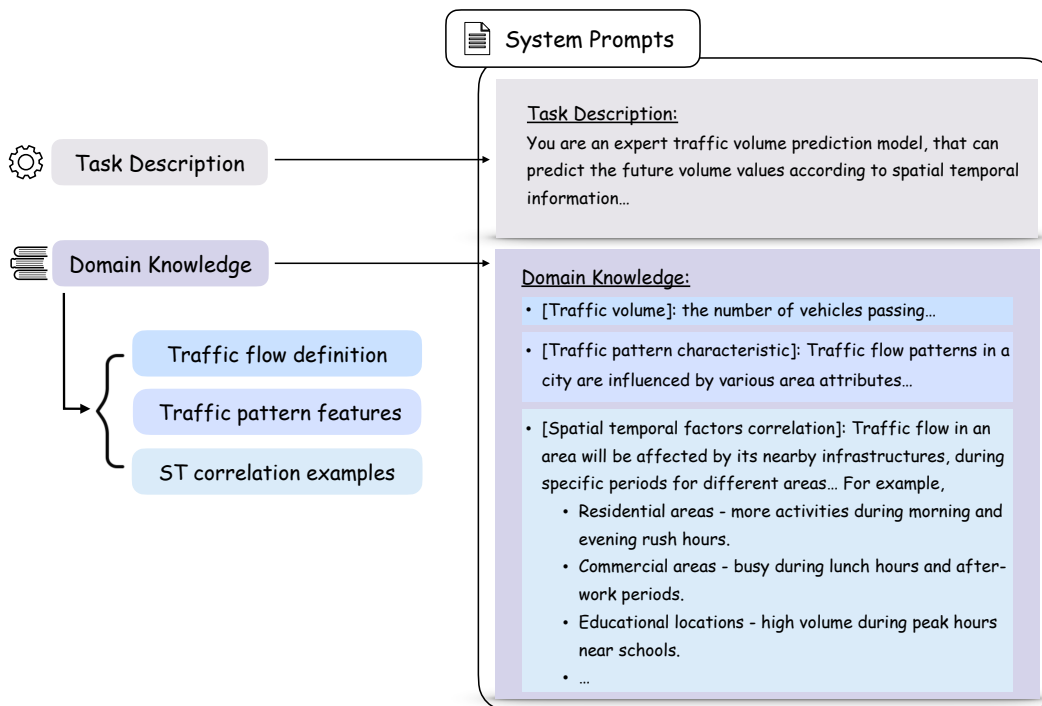 System Prompts
Task Description
Domain Knowledge
Traffic flow definition
Traffic pattern features
ST correlation examples
Task Description:
You are an expert traffic volume prediction model, that can
predict the future volume values according to spatial temporal
information…
Domain Knowledge:
• [Traffic volume]: the number of vehicles passing…
• [Traffic pattern characteristic]: Traffic flow patterns in a
city are influenced by various area attributes…
• [Spatial temporal factors correlation]: Traffic flow in an
area will be affected by its nearby infrastructures, during
specific periods for different areas… For example,
• Residential areas - more activities during morning and
evening rush hours.
• Commercial areas - busy during lunch hours and after-
work periods.
• Educational locations - high volume during peak hours
near schools.
• …